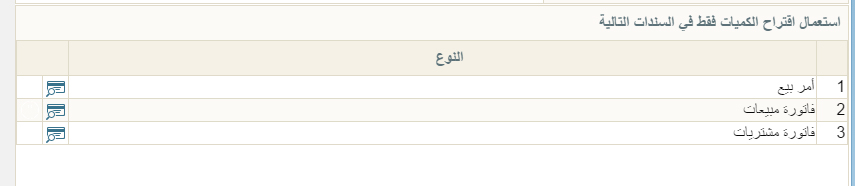 استعمال اقتراح الكميات فقط في السندات التالية
النوع
1 أمر بيع
2 فاتورة مبيعات
3 فاتورة مشتريات